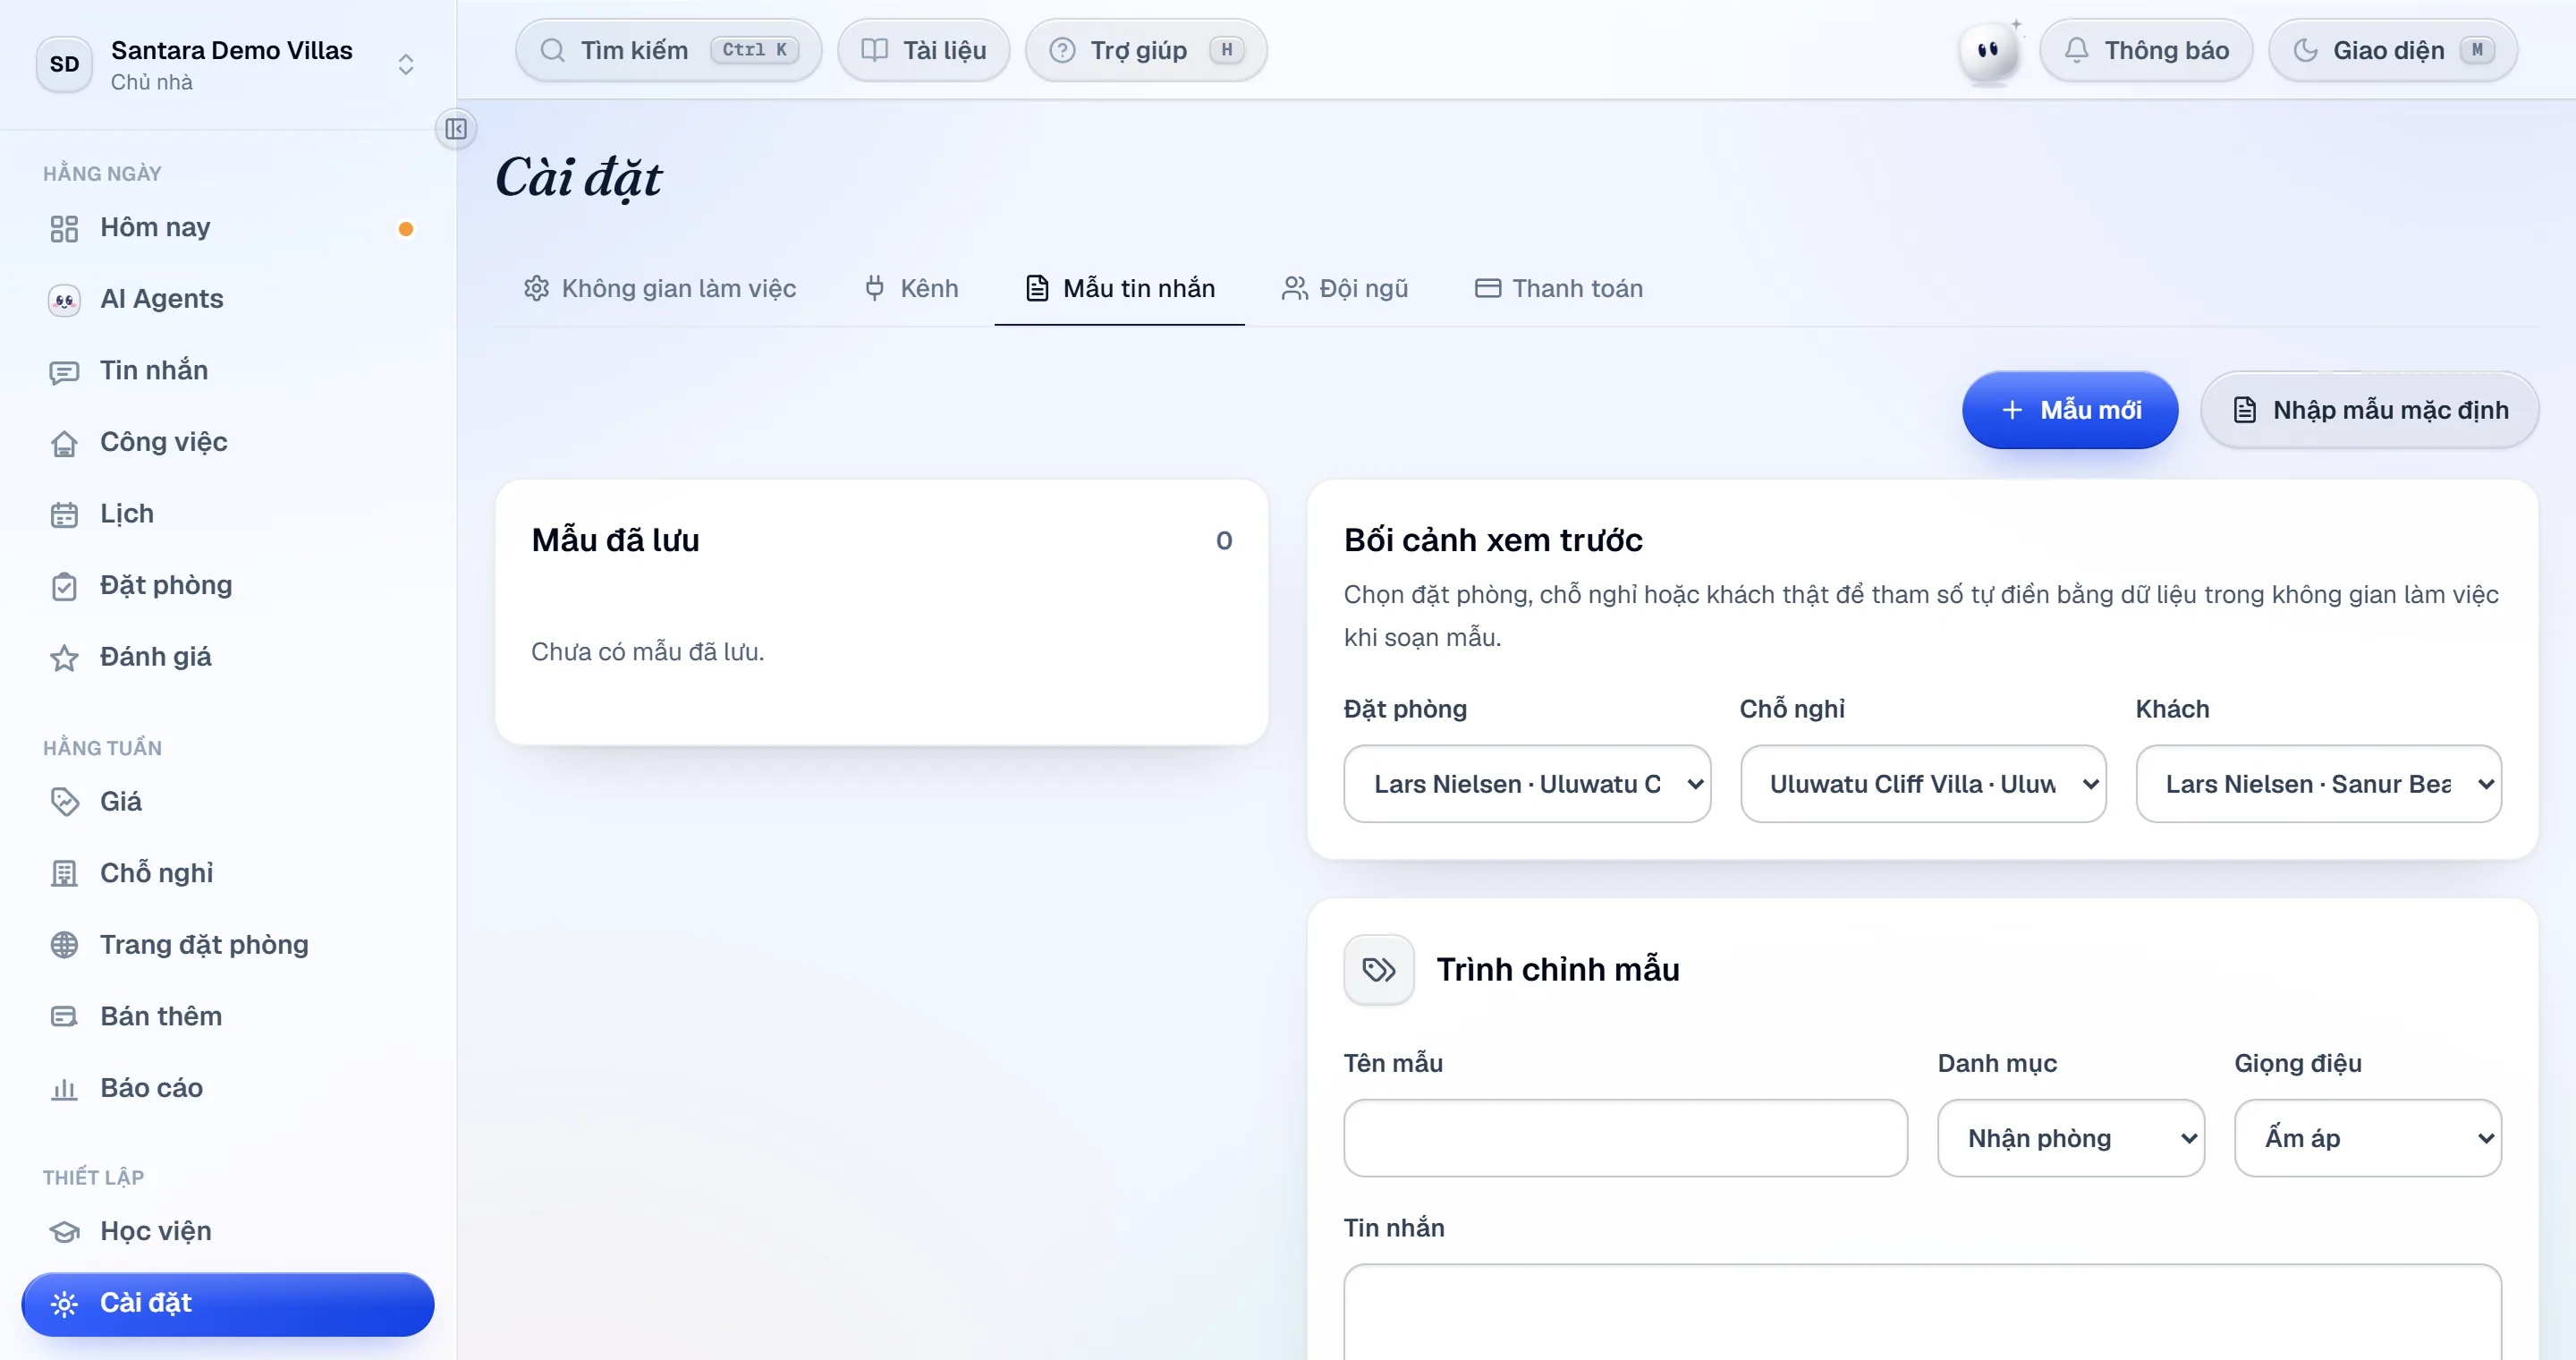 SD
Santara Demo Villas
Chủ nhà
Tìm kiếm Ctrl K
Tài liệu
Trợ giúp H
Thông báo
Giao diện M
HẰNG NGÀY
Hôm nay
AI Agents
Tin nhắn
Công việc
Lịch
Đặt phòng
Đánh giá
HẰNG TUẦN
Giá
Chỗ nghỉ
Trang đặt phòng
Bán thêm
Báo cáo
THIẾT LẬP
Học viện
Cài đặt
Cài đặt
Không gian làm việc
Kênh
Mẫu tin nhắn
Đội ngũ
Thanh toán
Mẫu mới
Nhập mẫu mặc định
Mẫu đã lưu 0
Chưa có mẫu đã lưu.
Bối cảnh xem trước
Chọn đặt phòng, chỗ nghỉ hoặc khách thật để tham số tự điền bằng dữ liệu trong không gian làm việc
khi soạn mẫu.
Đặt phòng
Chỗ nghỉ
Khách
Lars Nielsen · Uluwatu C
Uluwatu Cliff Villa · Uluw
Lars Nielsen · Sanur Bea
Trình chỉnh mẫu
Tên mẫu
Danh mục
Giọng điệu
Nhận phòng
Ấm áp
Tin nhắn